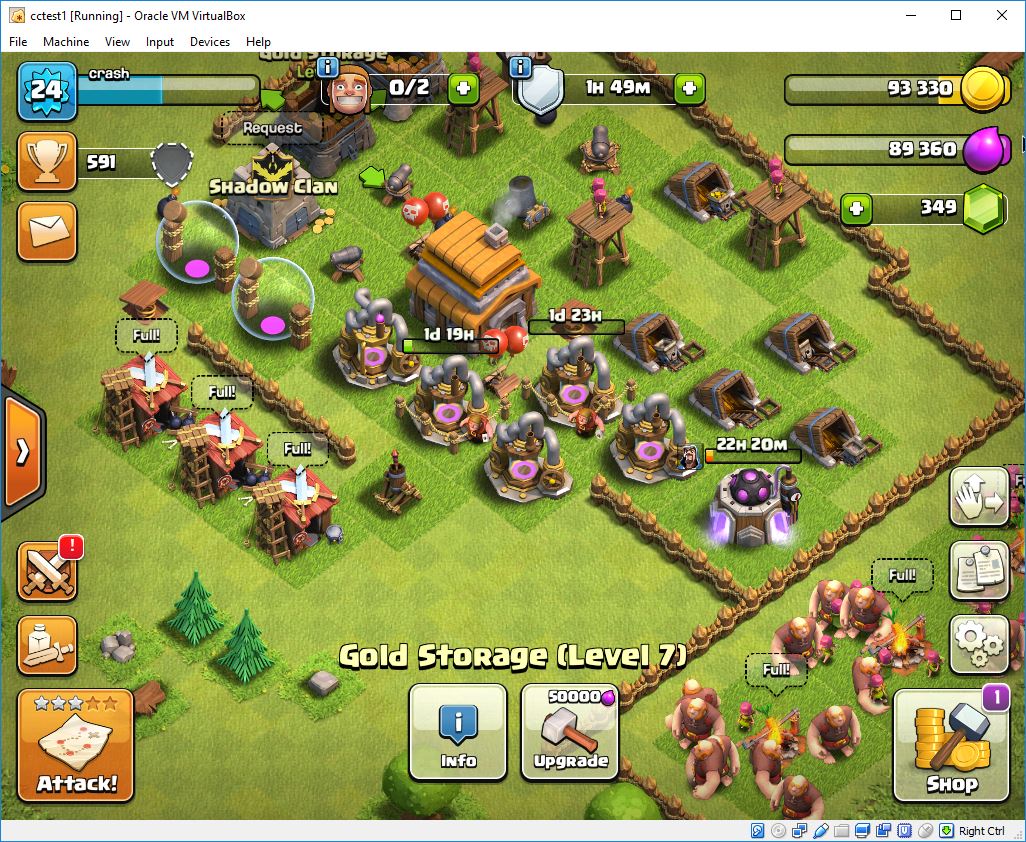 cctest1 [Running] - Oracle VM VirtualBox
File Machine View Input Devices Help
Gold Storage
24
crash
0/2
1h 49m
93 330
Request
591
89 360
Shadow Clan
349
1d 23h
Full!
1d 19h
Full!
Full!
22h 20m
!
Full!
Gold Storage (Level 7)
Full!
50000
1
Info
Upgrade
Attack!
Shop
Right Ctrl